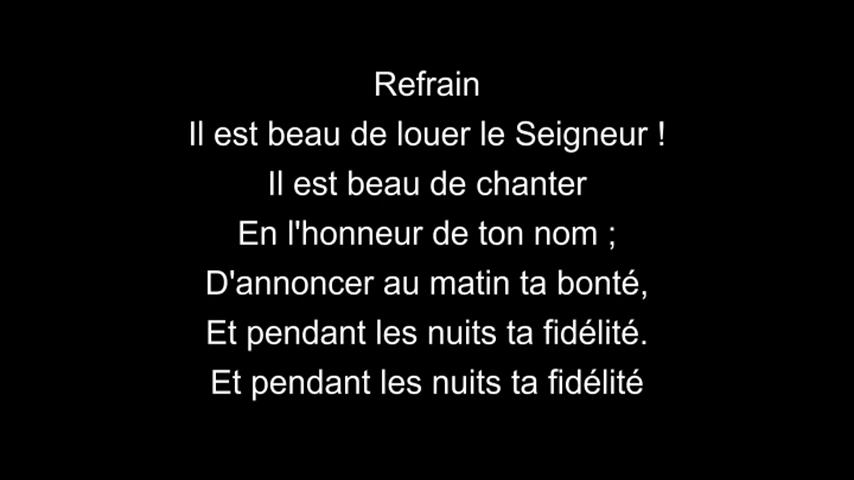 Refrain
Il est beau de louer le Seigneur !
Il est beau de chanter
En l'honneur de ton nom ;
D'annoncer au matin ta bonté,
Et pendant les nuits ta fidélité.
Et pendant les nuits ta fidélité